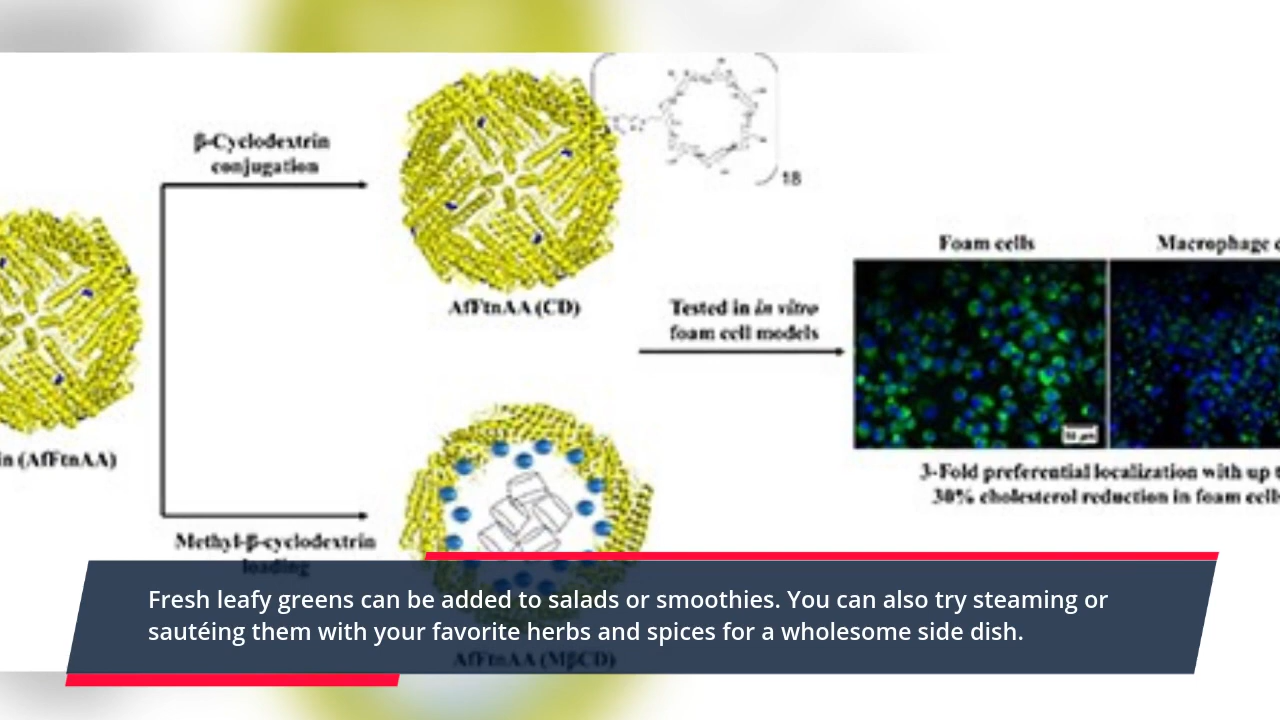 β-Cyclodextrin
conjugation
18
AfFtnAA (CD)
in (AfFtnAA)
Tested in in vitro
foam cell models
Foam cells
Macrophage c
3-Fold preferential localization with up t
30% cholesterol reduction in foam cells
Methyl-β-cyclodextrin
loading
Fresh leafy greens can be added to salads or smoothies. You can also try steaming or
sautéing them with your favorite herbs and spices for a wholesome side dish.
AfFtnAA (MβCD)